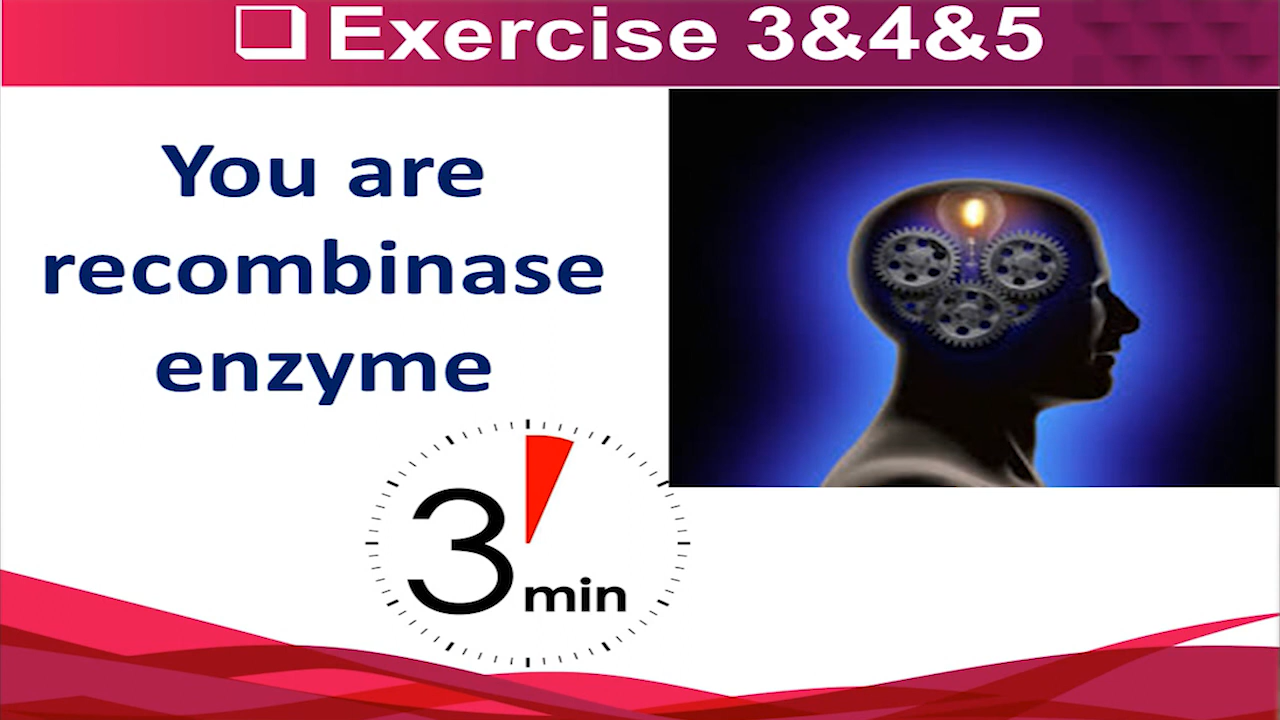 ❑Exercise 3&4&5
You are
recombinase
enzyme
3 min